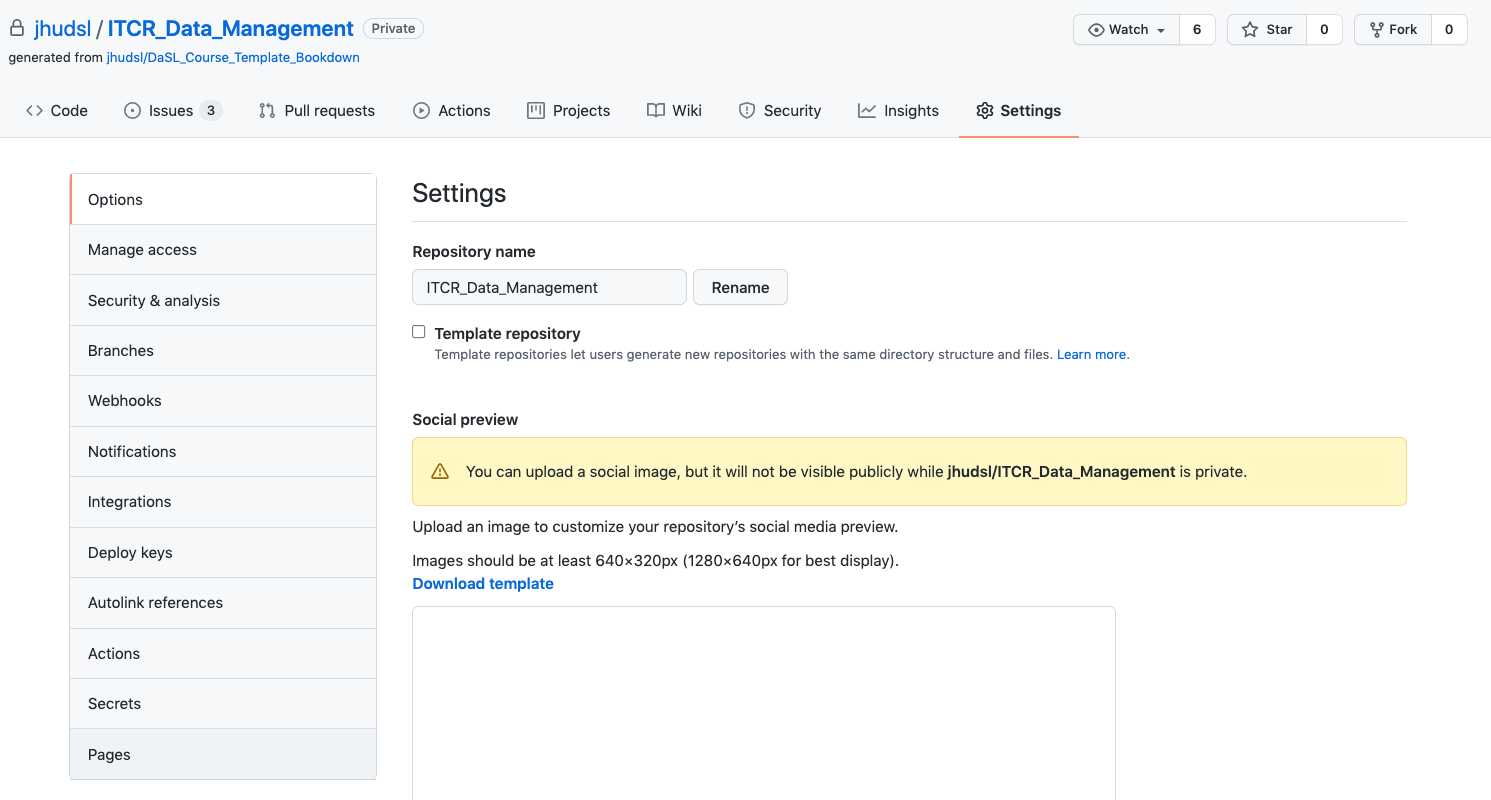 jhudsl / ITCR_Data_Management Private
Watch 6 Star 0 Fork 0
generated from jhudsl/DaSL_Course_Template_Bookdown
Code Issues 3 Pull requests Actions Projects Wiki Security Insights Settings
Options
Manage access
Security & analysis
Branches
Webhooks
Notifications
Integrations
Deploy keys
Autolink references
Actions
Secrets
Pages
Settings
Repository name
ITCR_Data_Management Rename
Template repository
Template repositories let users generate new repositories with the same directory structure and files. Learn more.
Social preview
You can upload a social image, but it will not be visible publicly while jhudsl/ITCR_Data_Management is private.
Upload an image to customize your repository’s social media preview.
Images should be at least 640×320px (1280×640px for best display).
Download template